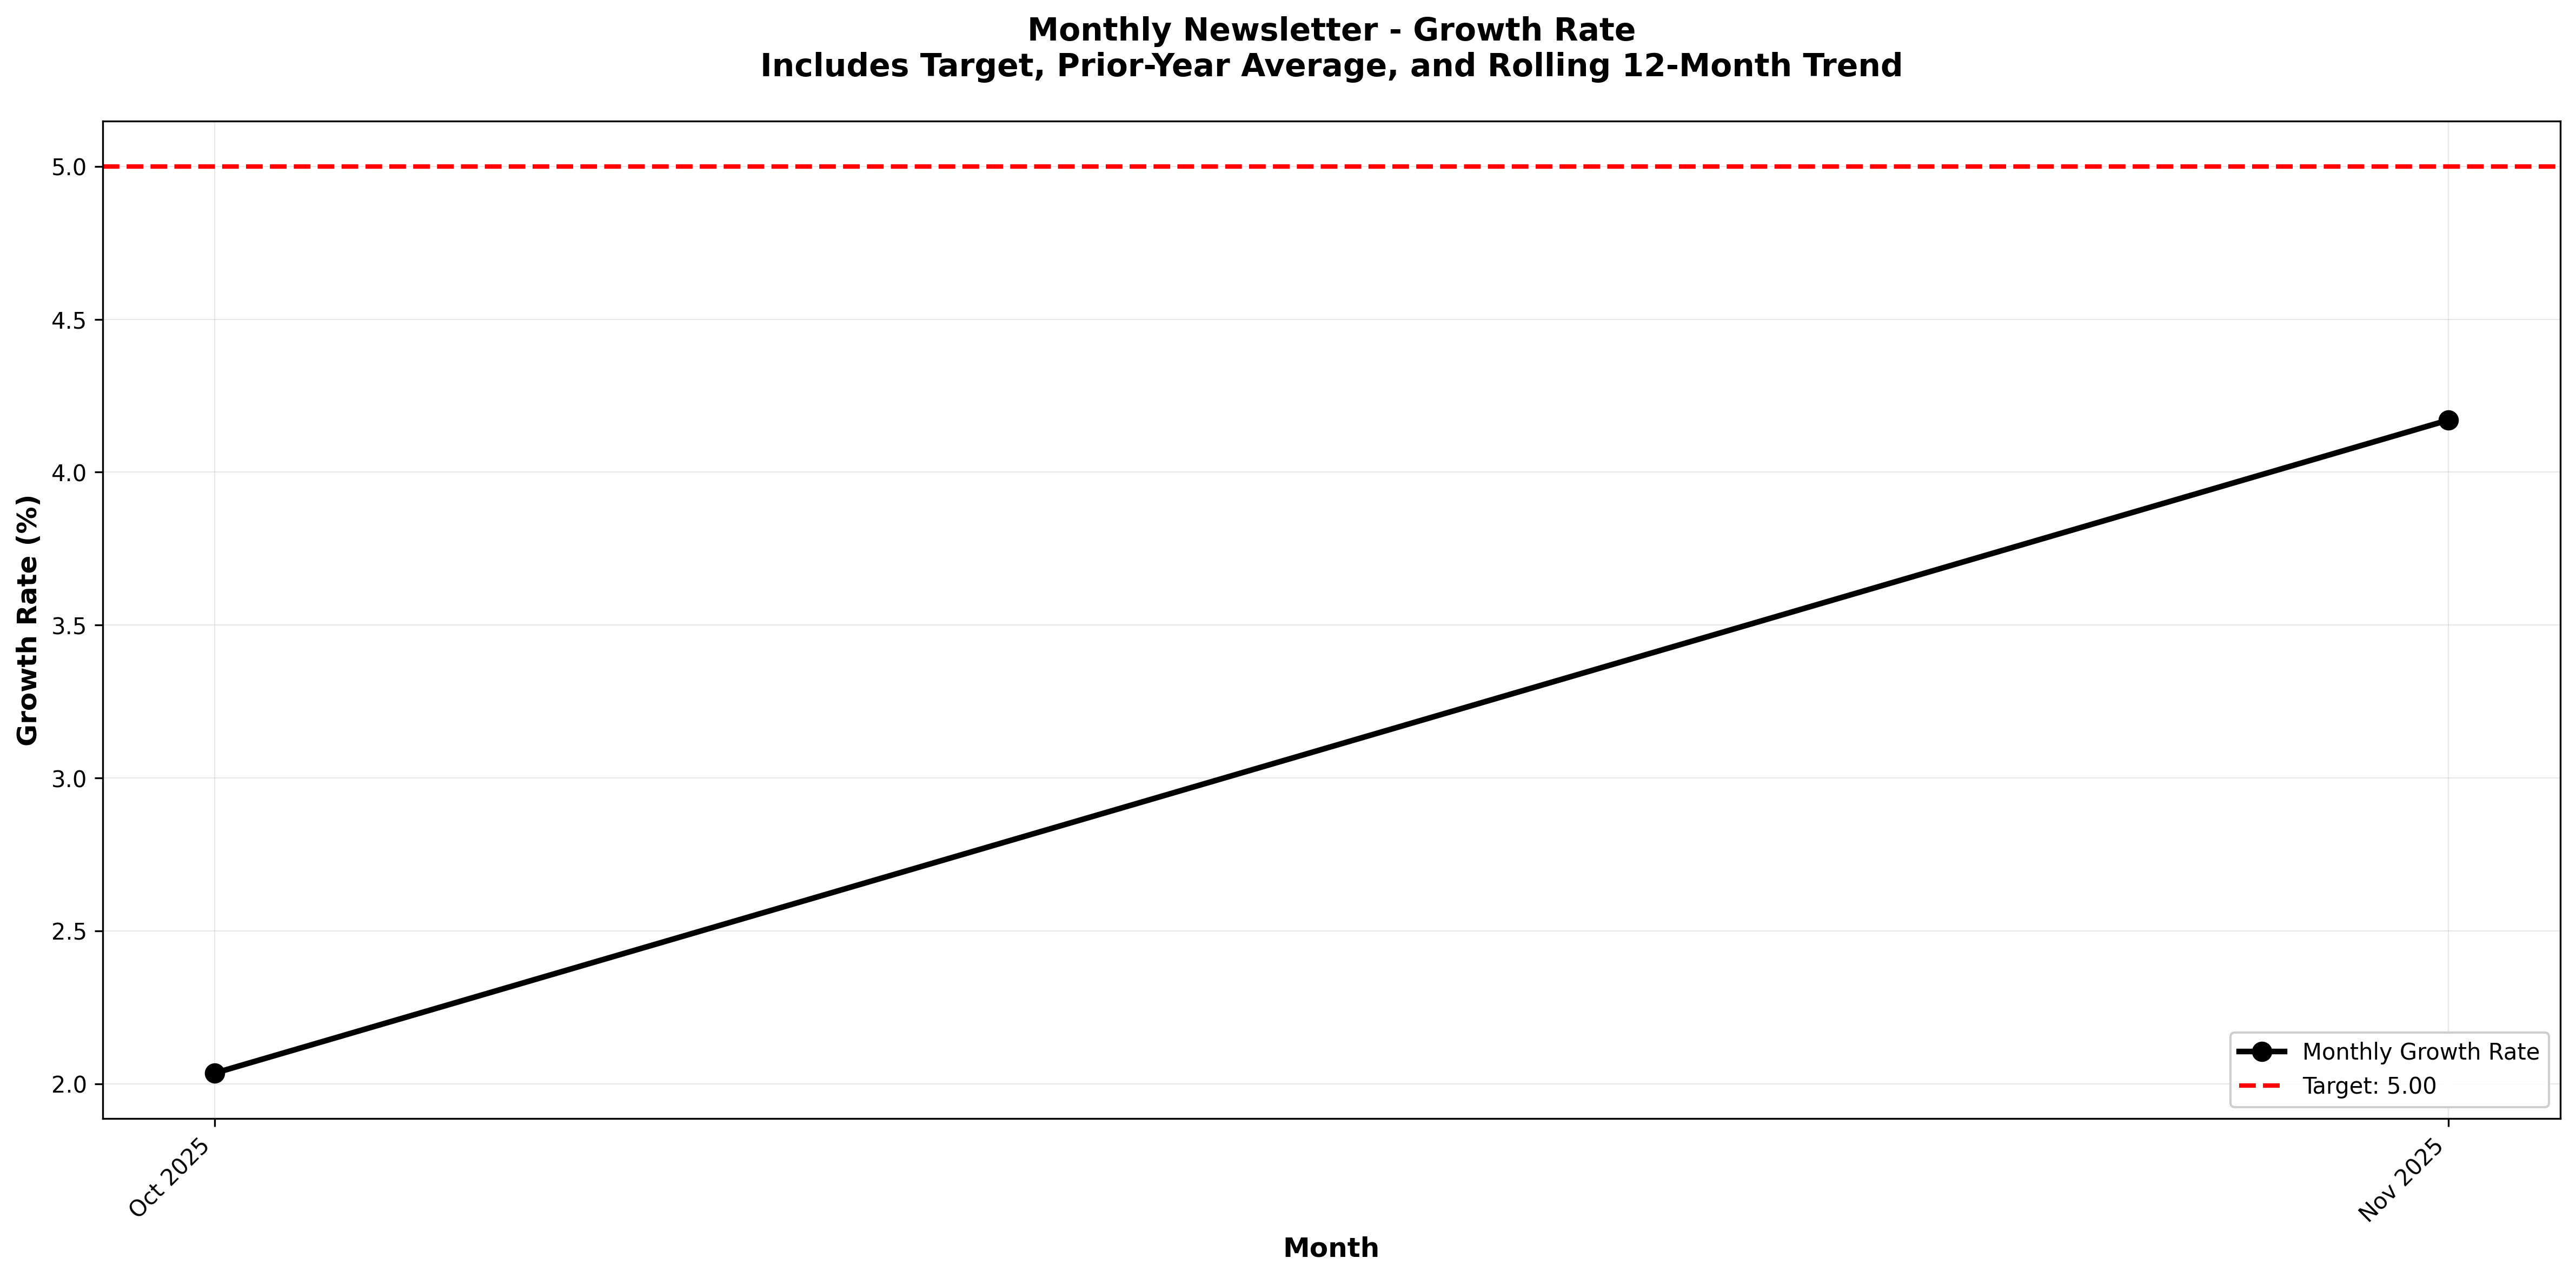 Monthly Newsletter - Growth Rate
Includes Target, Prior-Year Average, and Rolling 12-Month Trend
Growth Rate (%)
5.0
4.5
4.0
3.5
3.0
2.5
2.0
Monthly Growth Rate
Target: 5.00
Oct 2025
Nov 2025
Month